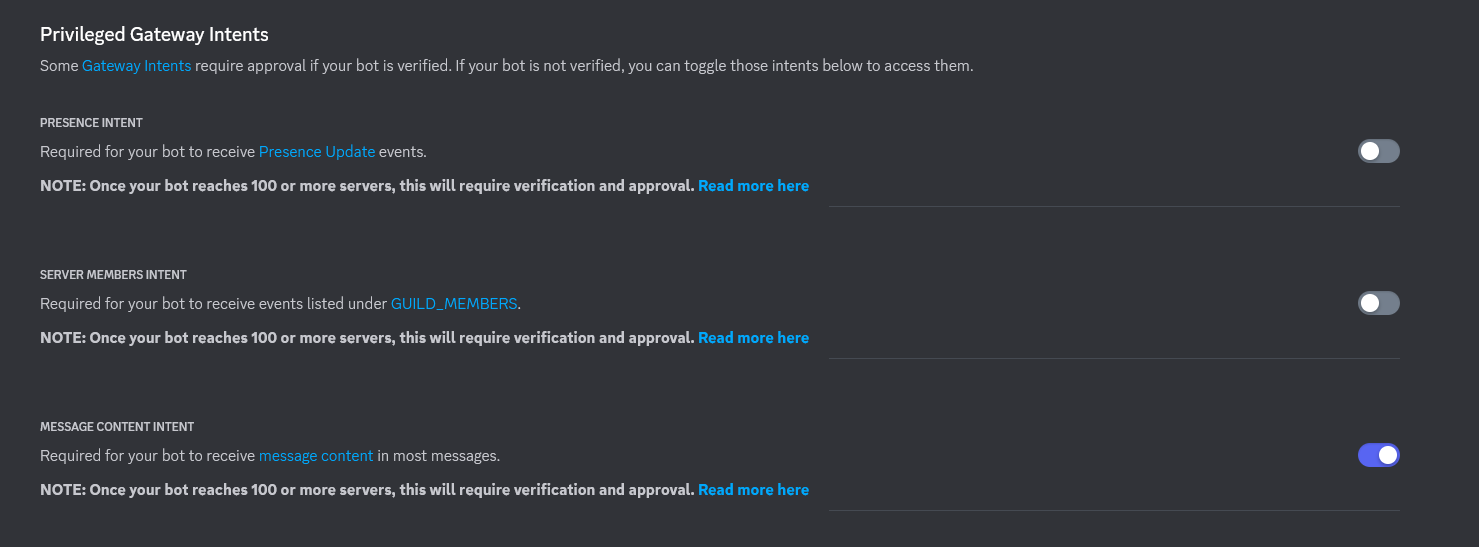 Privileged Gateway Intents
Some Gateway Intents require approval if your bot is verified. If your bot is not verified, you can toggle those intents below to access them.
PRESENCE INTENT
Required for your bot to receive Presence Update events.
NOTE: Once your bot reaches 100 or more servers, this will require verification and approval. Read more here
SERVER MEMBERS INTENT
Required for your bot to receive events listed under GUILD_MEMBERS.
NOTE: Once your bot reaches 100 or more servers, this will require verification and approval. Read more here
MESSAGE CONTENT INTENT
Required for your bot to receive message content in most messages.
NOTE: Once your bot reaches 100 or more servers, this will require verification and approval. Read more here